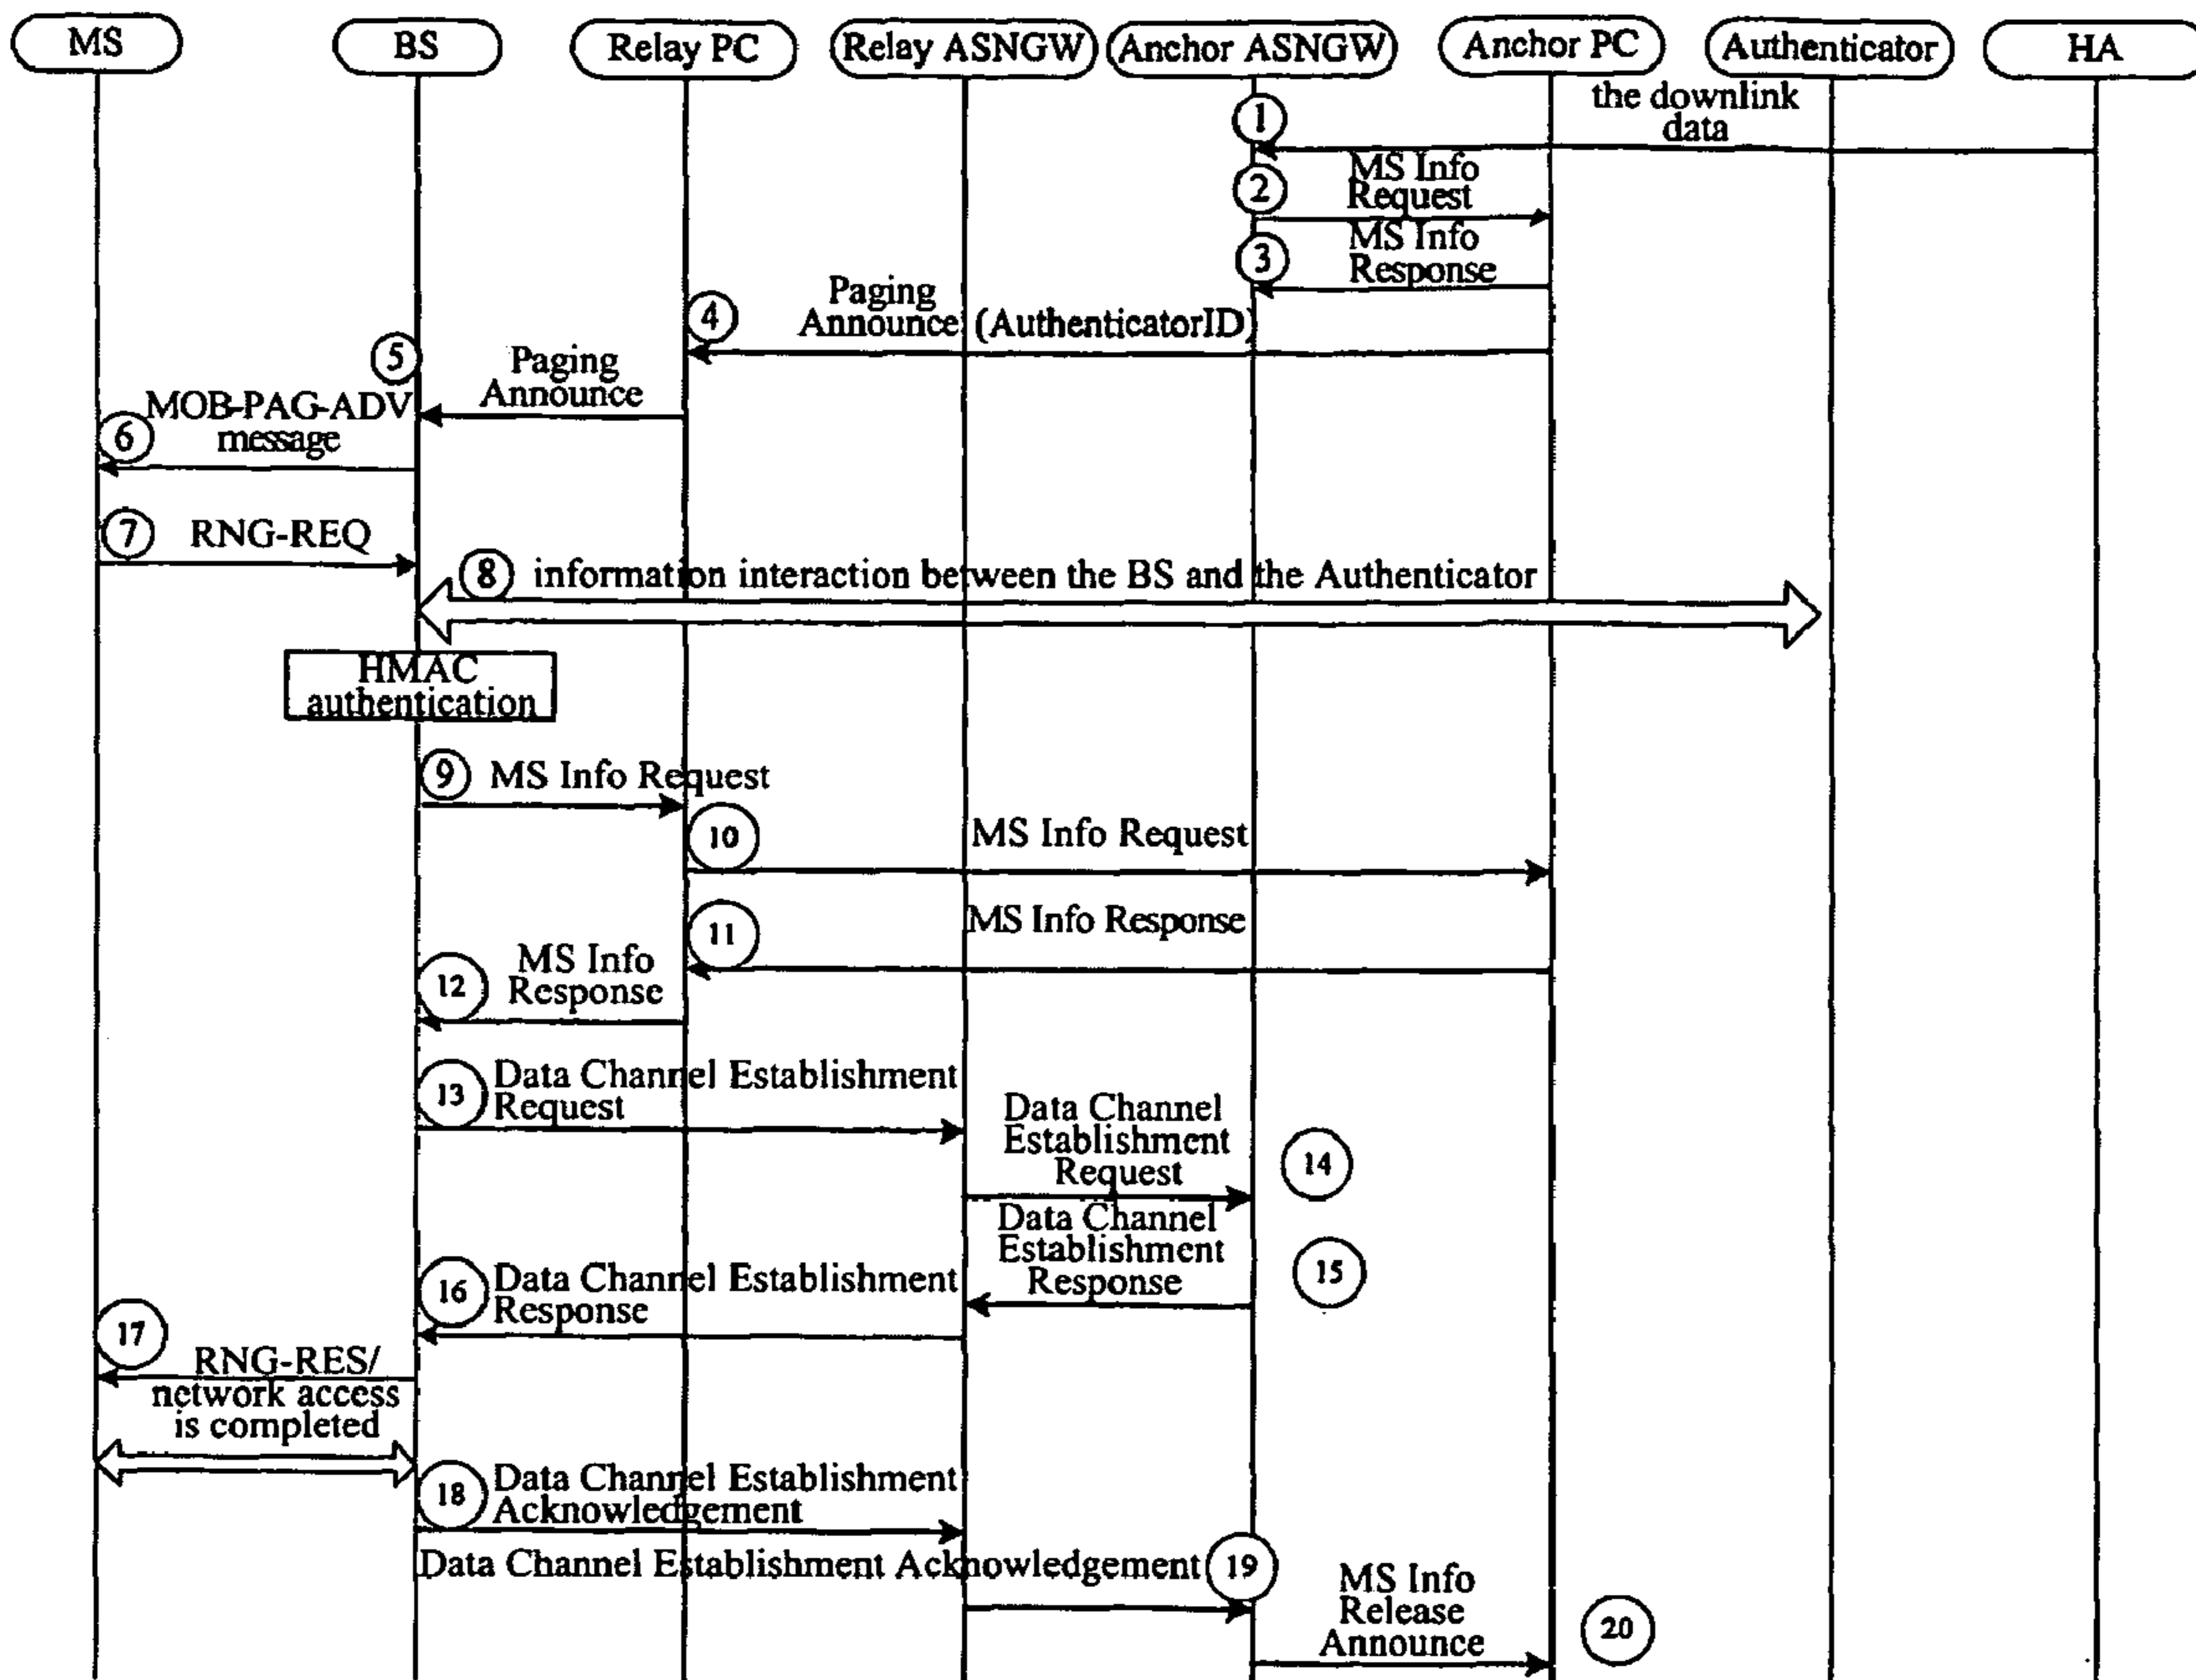 MS
BS
Relay PC
Relay ASNGW
Anchor ASNGW
Anchor PC
Authenticator
HA
the downlink
data
1
2
MS Info
Request
3
MS Info
Response
4
Paging
Announce (AuthenticatorID)
5
Paging
Announce
6
MOB-PAG-ADV
message
7
RNG-REQ
8
information interaction between the BS and the Authenticator
HMAC
authentication
9
MS Info Request
10
MS Info Request
11
MS Info Response
12
MS Info
Response
13
Data Channel Establishment
Request
Data Channel
Establishment
Request
14
Data Channel
Establishment
Response
15
16
Data Channel Establishment
Response
17
RNG-RES/
network access
is completed
18
Data Channel Establishment
Acknowledgement
Data Channel Establishment Acknowledgement
19
MS Info
Release
Announce
20